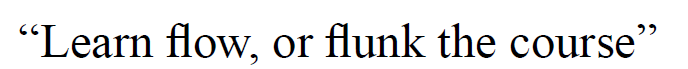 “Learn flow, or flunk the course”